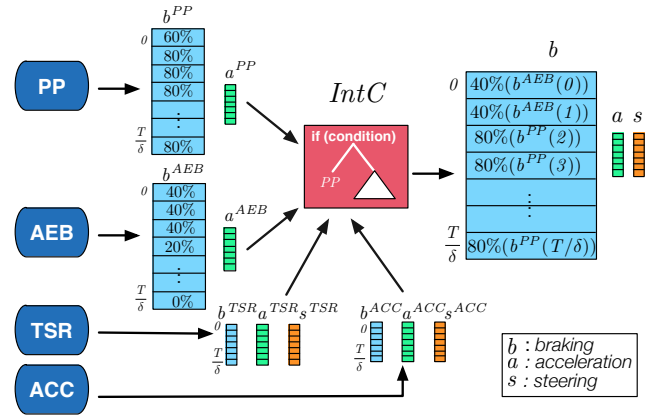 b^{PP}
0
60%
80%
80%
80%
⋮
T/δ
80%
PP
a^{PP}
IntC
if (condition)
PP
b
0
40%(b^{AEB}(0))
40%(b^{AEB}(1))
80%(b^{PP}(2))
80%(b^{PP}(3))
⋮
T/δ
80%(b^{PP}(T/δ))
a s
b^{AEB}
0
40%
40%
40%
20%
⋮
T/δ
0%
AEB
a^{AEB}
TSR
b^{TSR} a^{TSR} s^{TSR}
0
T/δ
b^{ACC} a^{ACC} s^{ACC}
0
T/δ
ACC
b : braking
a : acceleration
s : steering